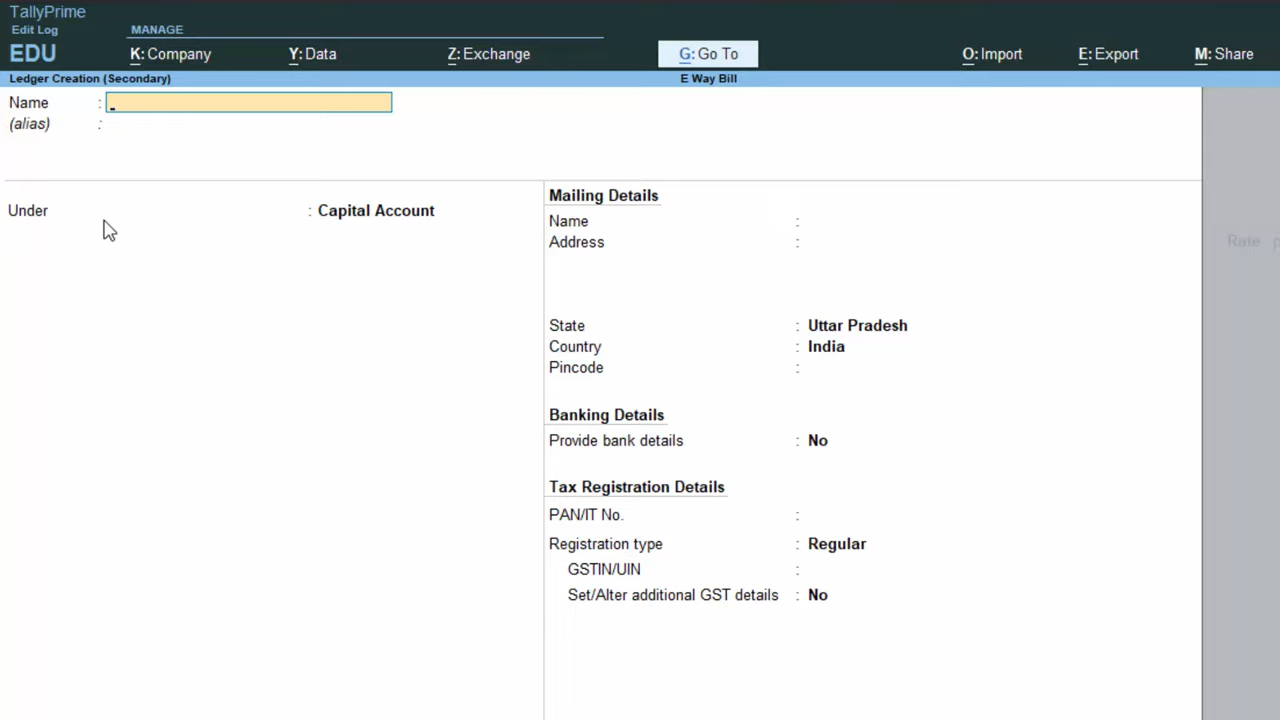 TallyPrime
Edit Log
MANAGE
EDU
K: Company
Y: Data
Z: Exchange
G: Go To
O: Import
E: Export
M: Share
Ledger Creation (Secondary)
E Way Bill
Name :
(alias) :
Under : Capital Account
Mailing Details
Name :
Address :
Rate
State : Uttar Pradesh
Country : India
Pincode :
Banking Details
Provide bank details : No
Tax Registration Details
PAN/IT No. :
Registration type : Regular
GSTIN/UIN :
Set/Alter additional GST details : No